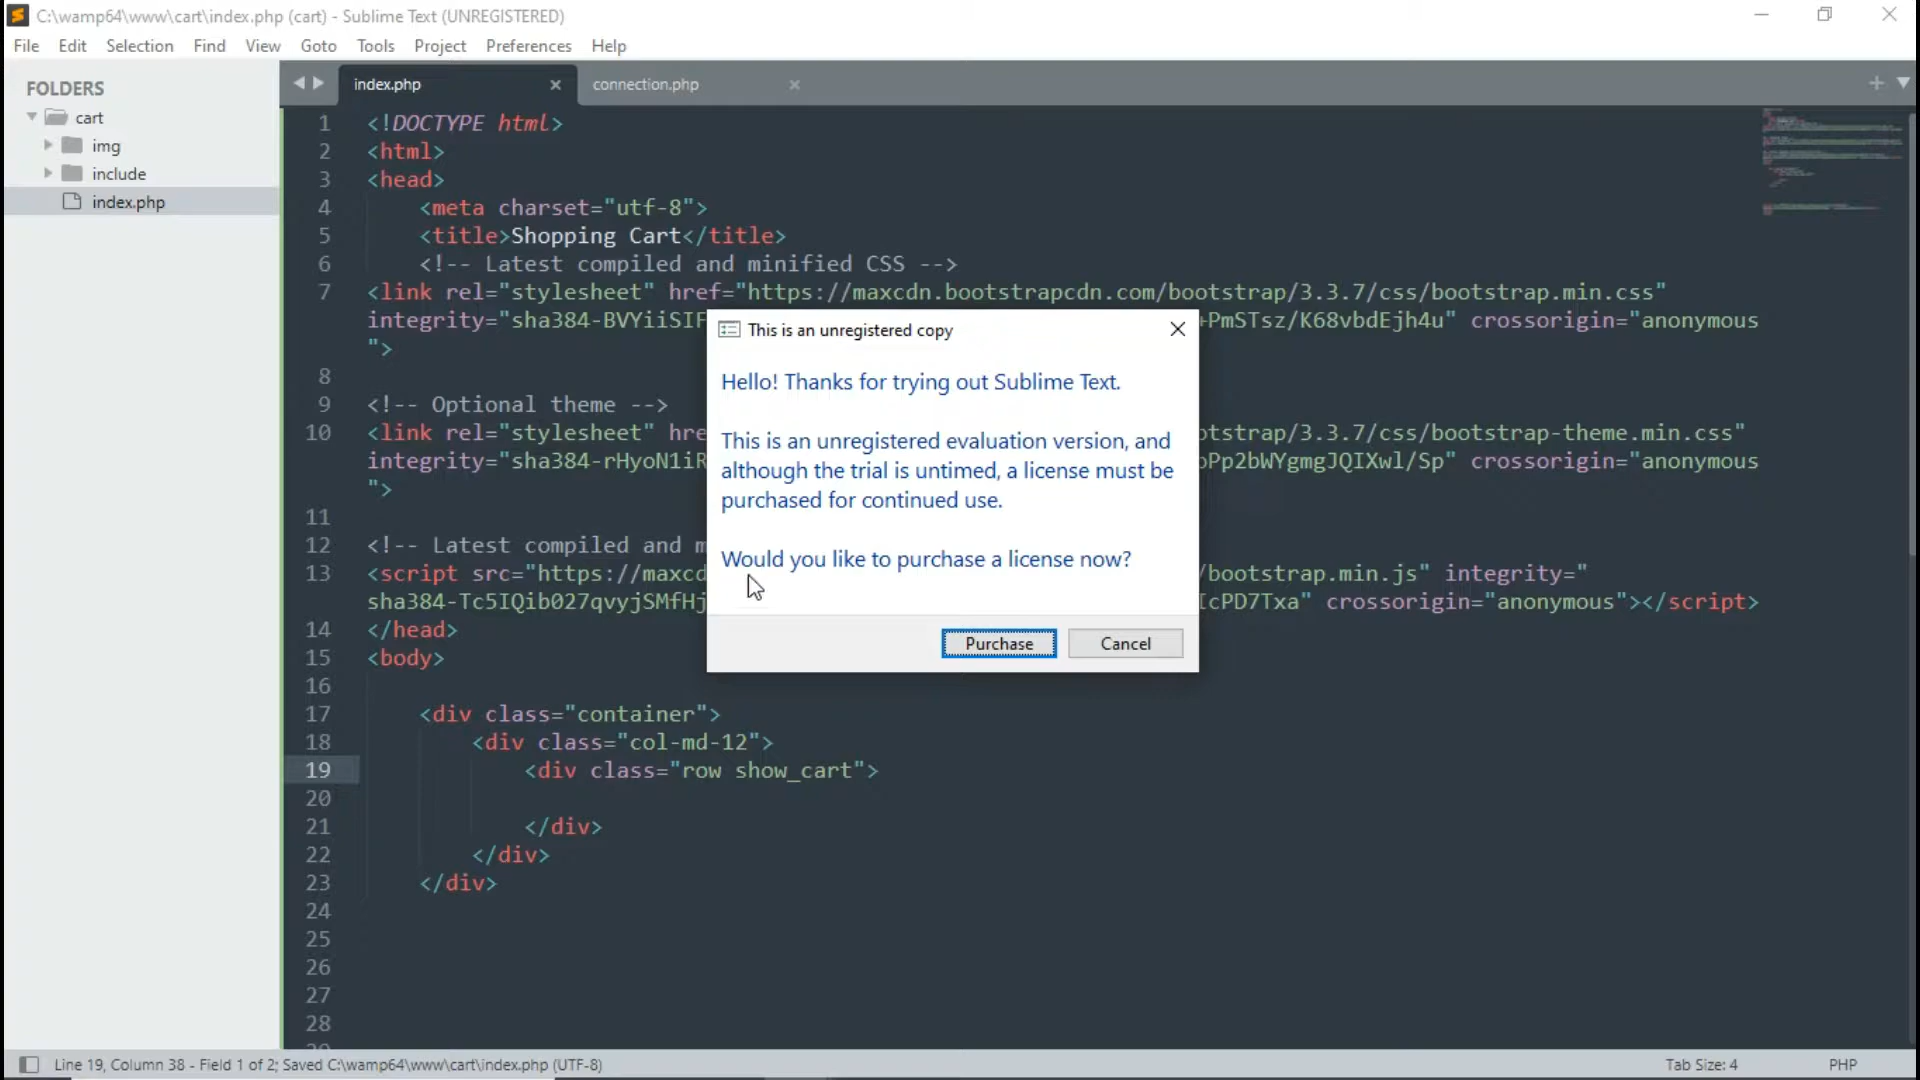 C:\wamp64\www\cart\index.php (cart) - Sublime Text (UNREGISTERED)
File Edit Selection Find View Goto Tools Project Preferences Help
FOLDERS
cart
img
include
index.php
index.php
connection.php
1 <!DOCTYPE html>
2 <html>
3 <head>
4 <meta charset="utf-8">
5 <title>Shopping Cart</title>
6 <!-- Latest compiled and minified CSS -->
7 <link rel="stylesheet" href="https://maxcdn.bootstrapcdn.com/bootstrap/3.3.7/css/bootstrap.min.css"
integrity="sha384-BVYiiSIF +PmSTsz/K68vbdEjh4u" crossorigin="anonymous
">
8
9 <!-- Optional theme -->
10 <link rel="stylesheet" hre otstrap/3.3.7/css/bootstrap-theme.min.css"
integrity="sha384-rHyoN1iR oPp2bWYgmgJQIXwl/Sp" crossorigin="anonymous
">
11
12 <!-- Latest compiled and m
13 <script src="https://maxcd /bootstrap.min.js" integrity="
sha384-Tc5IQib027qvyjSMfHj IcPD7Txa" crossorigin="anonymous"></script>
14 </head>
15 <body>
16
17 <div class="container">
18 <div class="col-md-12">
19 <div class="row show_cart">
20
21 </div>
22 </div>
23 </div>
24
25
26
27
28
This is an unregistered copy
Hello! Thanks for trying out Sublime Text.
This is an unregistered evaluation version, and
although the trial is untimed, a license must be
purchased for continued use.
Would you like to purchase a license now?
Purchase Cancel
Line 19, Column 38 - Field 1 of 2; Saved C:\wamp64\www\cart\index.php (UTF-8)
Tab Size: 4
PHP